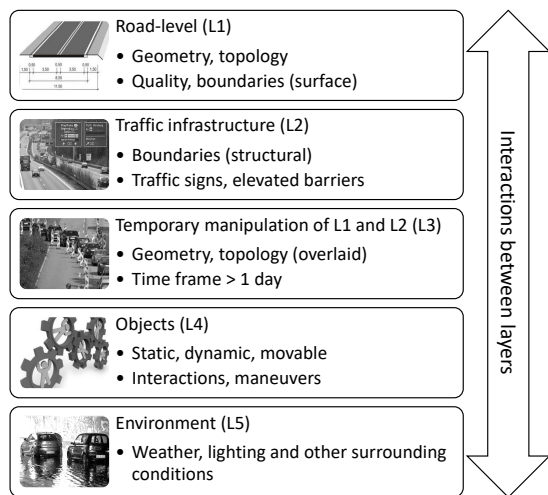 Road-level (L1)
• Geometry, topology
• Quality, boundaries (surface)
Traffic infrastructure (L2)
• Boundaries (structural)
• Traffic signs, elevated barriers
Temporary manipulation of L1 and L2 (L3)
• Geometry, topology (overlaid)
• Time frame > 1 day
Objects (L4)
• Static, dynamic, movable
• Interactions, maneuvers
Environment (L5)
• Weather, lighting and other surrounding
conditions
Interactions between layers